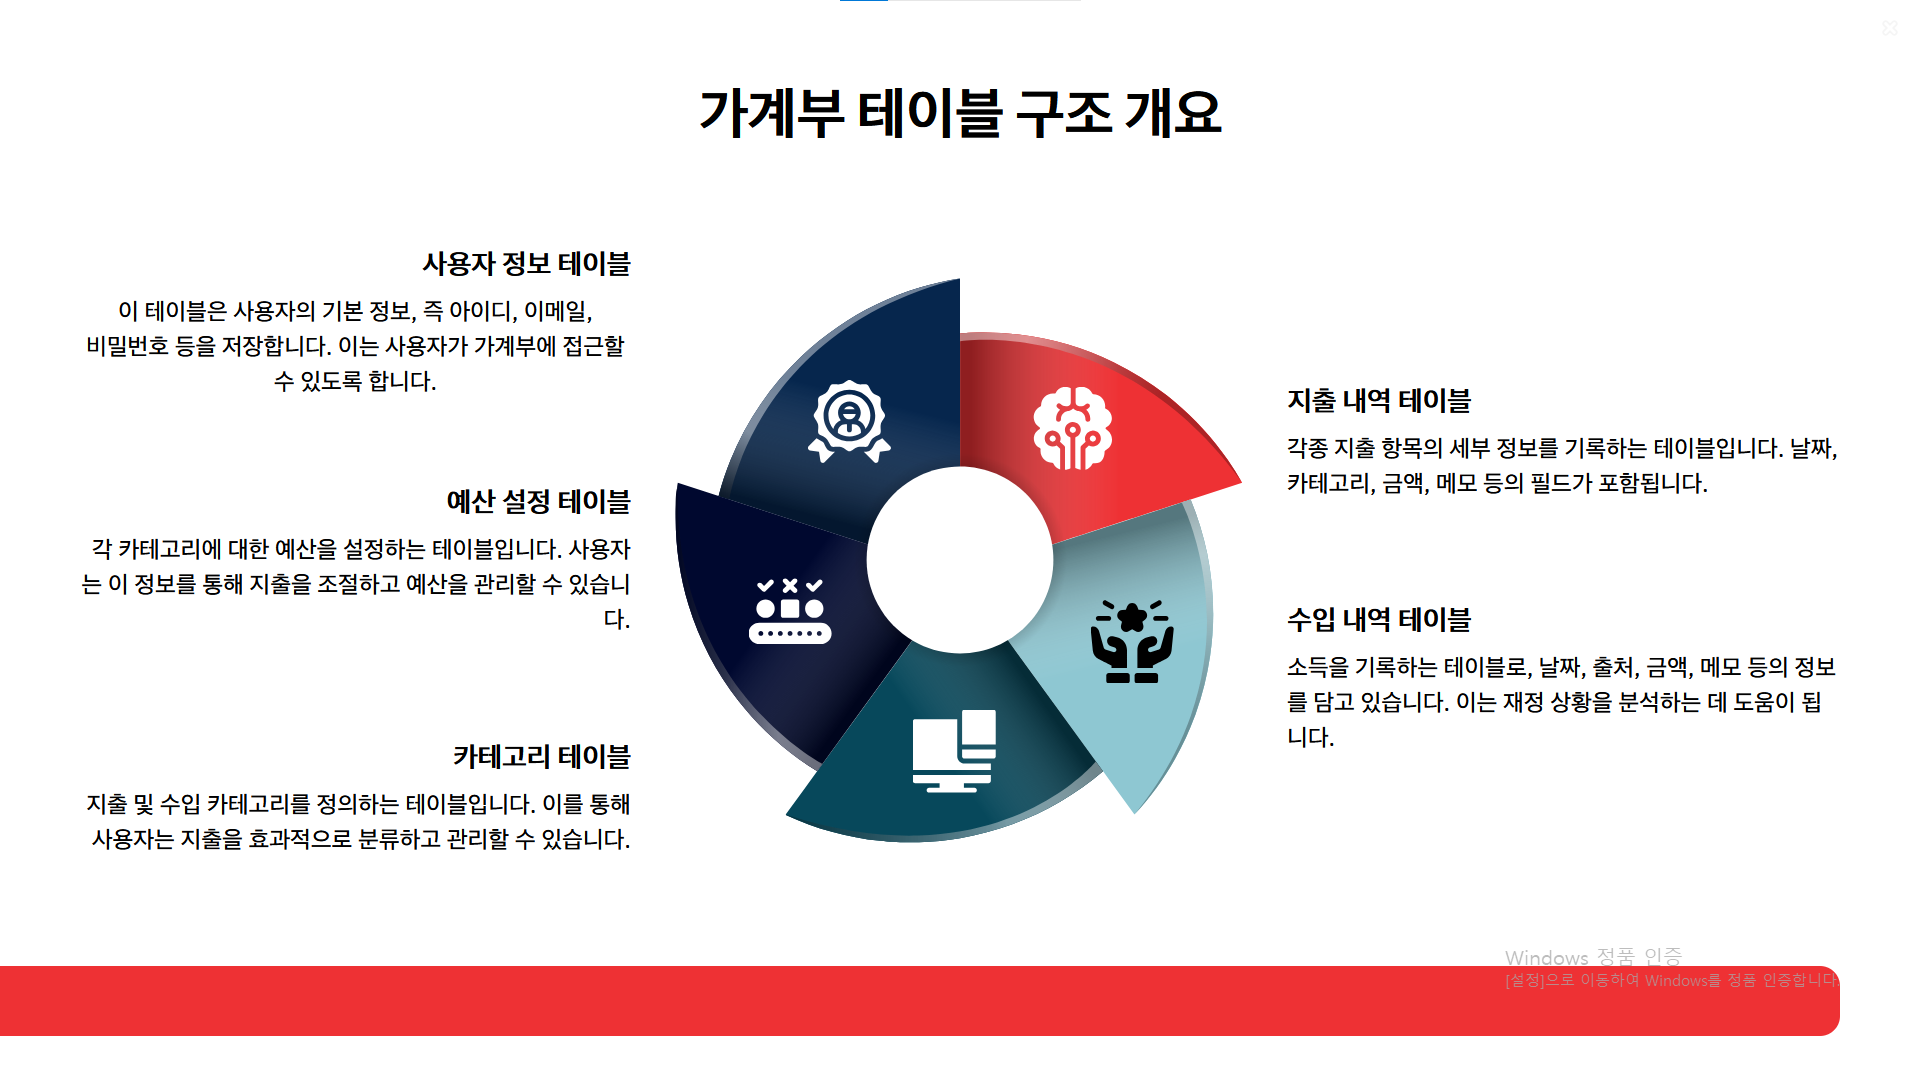 가계부 테이블 구조 개요
사용자 정보 테이블
이 테이블은 사용자의 기본 정보, 즉 아이디, 이메일,
비밀번호 등을 저장합니다. 이는 사용자가 가계부에 접근할
수 있도록 합니다.
예산 설정 테이블
각 카테고리에 대한 예산을 설정하는 테이블입니다. 사용자
는 이 정보를 통해 지출을 조절하고 예산을 관리할 수 있습니
다.
카테고리 테이블
지출 및 수입 카테고리를 정의하는 테이블입니다. 이를 통해
사용자는 지출을 효과적으로 분류하고 관리할 수 있습니다.
지출 내역 테이블
각종 지출 항목의 세부 정보를 기록하는 테이블입니다. 날짜,
카테고리, 금액, 메모 등의 필드가 포함됩니다.
수입 내역 테이블
소득을 기록하는 테이블로, 날짜, 출처, 금액, 메모 등의 정보
를 담고 있습니다. 이는 재정 상황을 분석하는 데 도움이 됩
니다.
Windows 정품 인증
[설정]으로 이동하여 Windows를 정품 인증합니다.